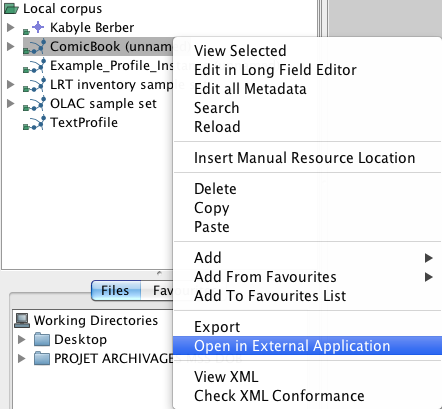 Local corpus
Kabyle Berber
ComicBook (unnam
Example_Profile_Ins
LRT inventory samp
OLAC sample set
TextProfile
View Selected
Edit in Long Field Editor
Edit all Metadata
Search
Reload
Insert Manual Resource Location
Delete
Copy
Paste
Add
Add From Favourites
Add To Favourites List
Export
Open in External Application
View XML
Check XML Conformance
Files Fav
Working Directories
Desktop
PROJET ARCHIVAGE